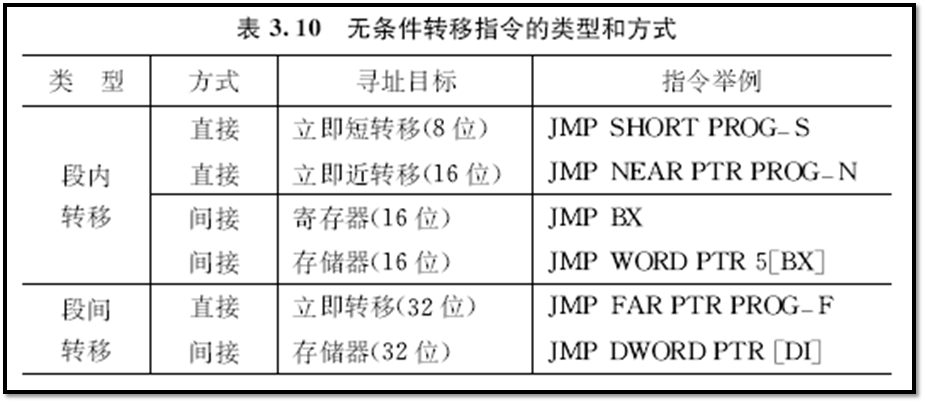 表 3.10 无条件转移指令的类型和方式
类 型 方式 寻址目标 指令举例
段内转移 直接 立即短转移(8 位) JMP SHORT PROG_S
直接 立即近转移(16 位) JMP NEAR PTR PROG_N
间接 寄存器(16 位) JMP BX
间接 存储器(16 位) JMP WORD PTR 5[BX]
段间转移 直接 立即转移(32 位) JMP FAR PTR PROG_F
间接 存储器(32 位) JMP DWORD PTR [DI]